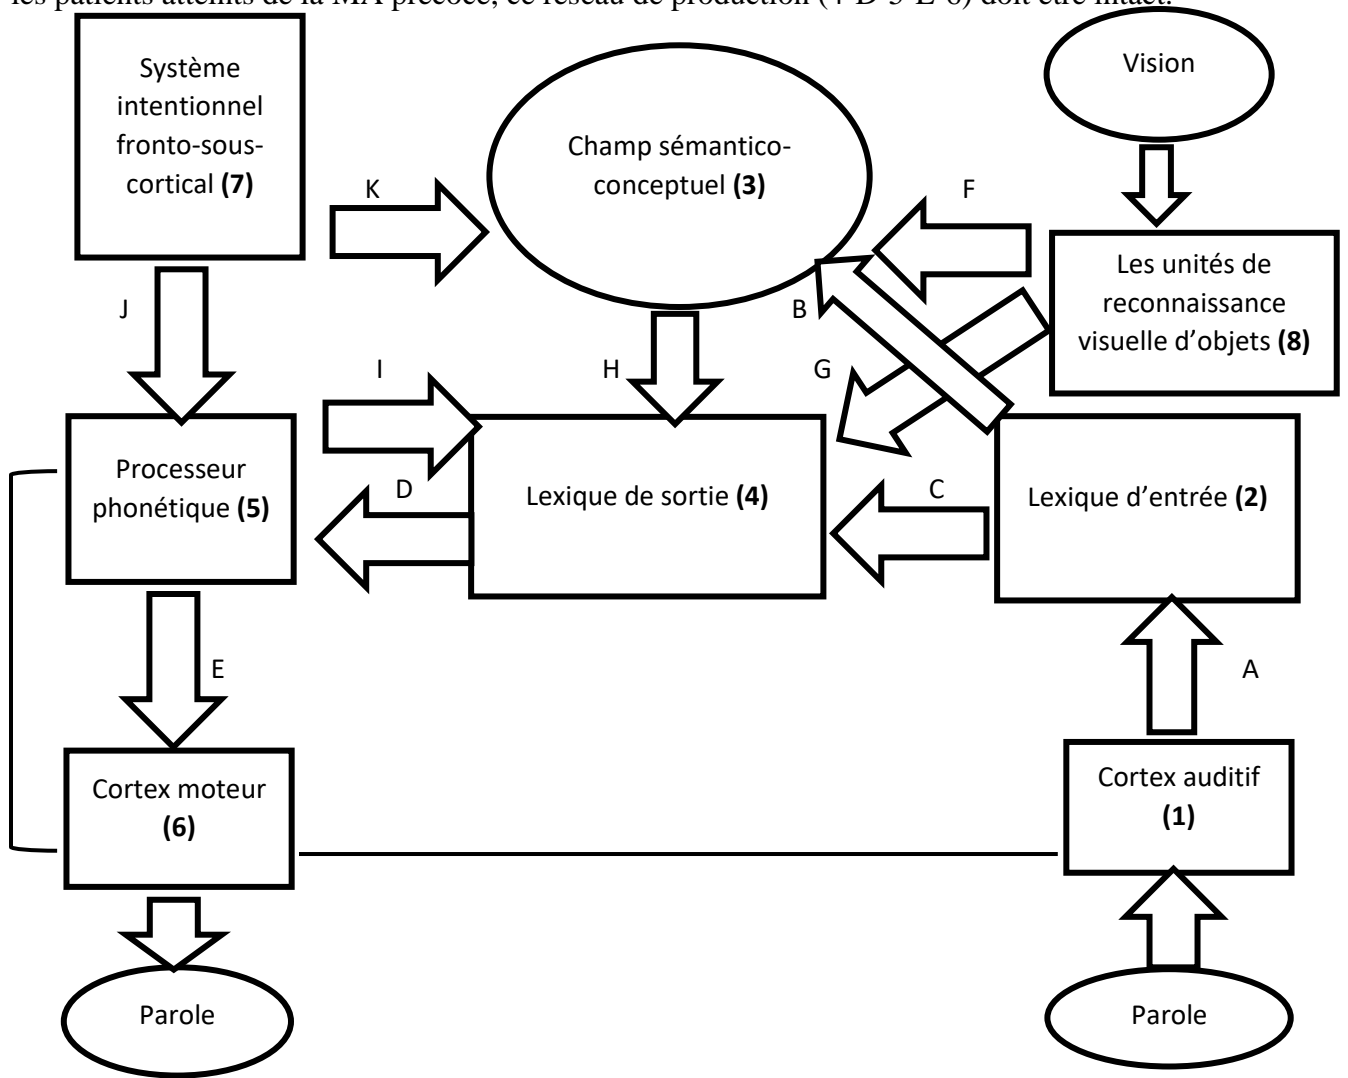 les patients atteints de la MA précoce, ce réseau de production (4-D-5-E-6) doit être intact.
Système
intentionnel
fronto-sous-
cortical (7)
K
Champ sémantico-
conceptuel (3)
F
Vision
Les unités de
reconnaissance
visuelle d’objets (8)
J
B
I
H
G
Processeur
phonétique (5)
D
Lexique de sortie (4)
C
Lexique d’entrée (2)
E
A
Cortex moteur
(6)
Cortex auditif
(1)
Parole
Parole